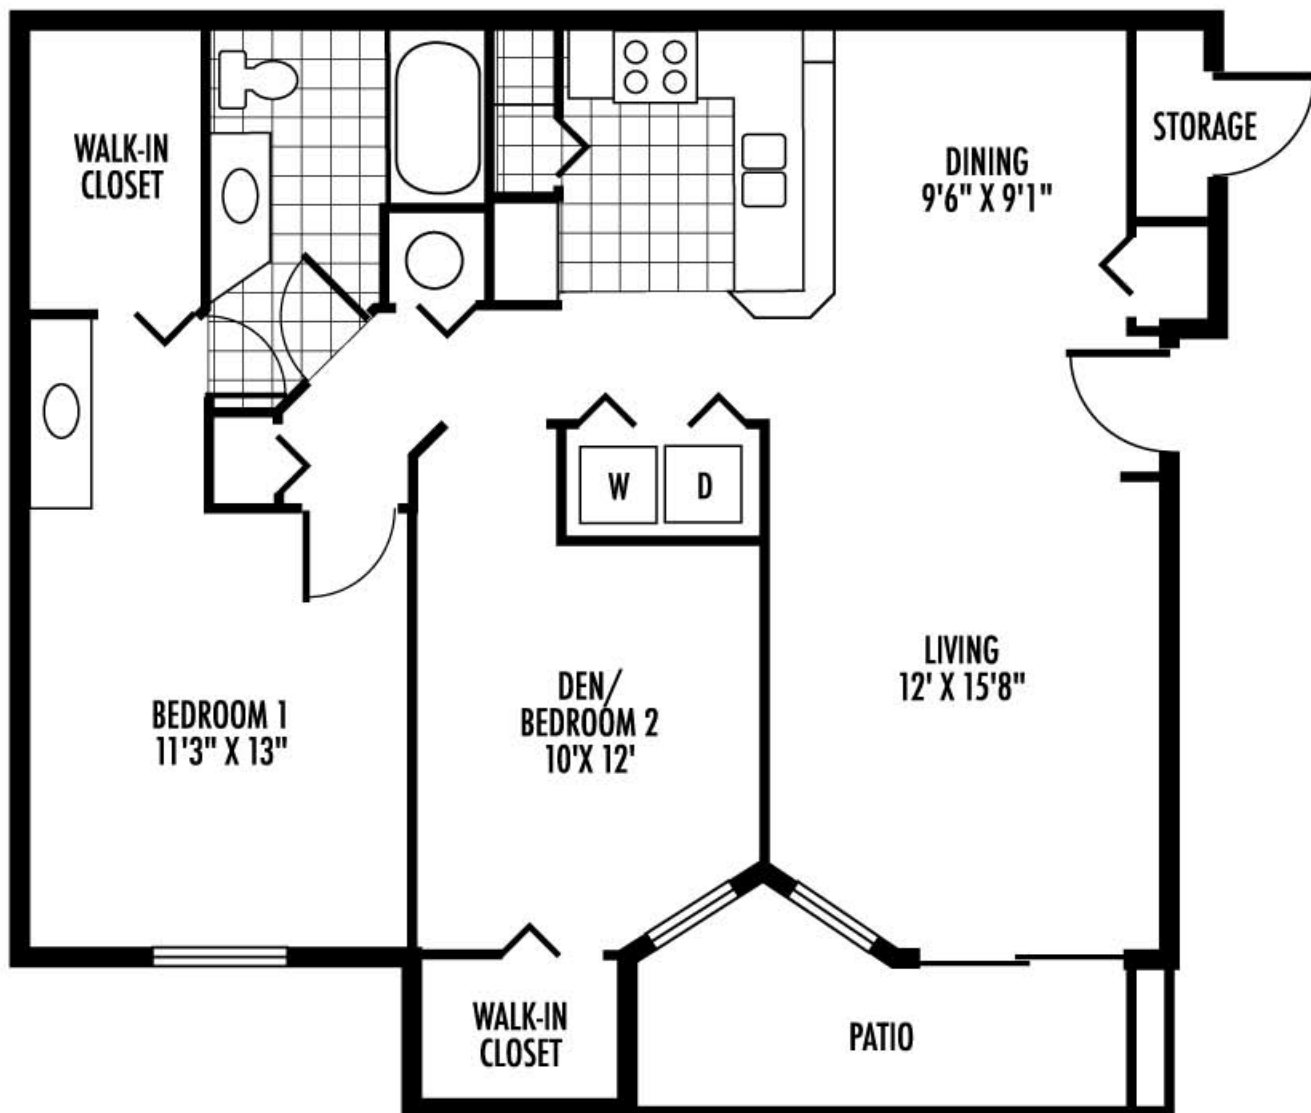 WALK-IN
CLOSET
STORAGE
DINING
9'6" X 9'1"
W
D
LIVING
12' X 15'8"
DEN/
BEDROOM 2
10'X 12'
BEDROOM 1
11'3" X 13"
WALK-IN
CLOSET
PATIO